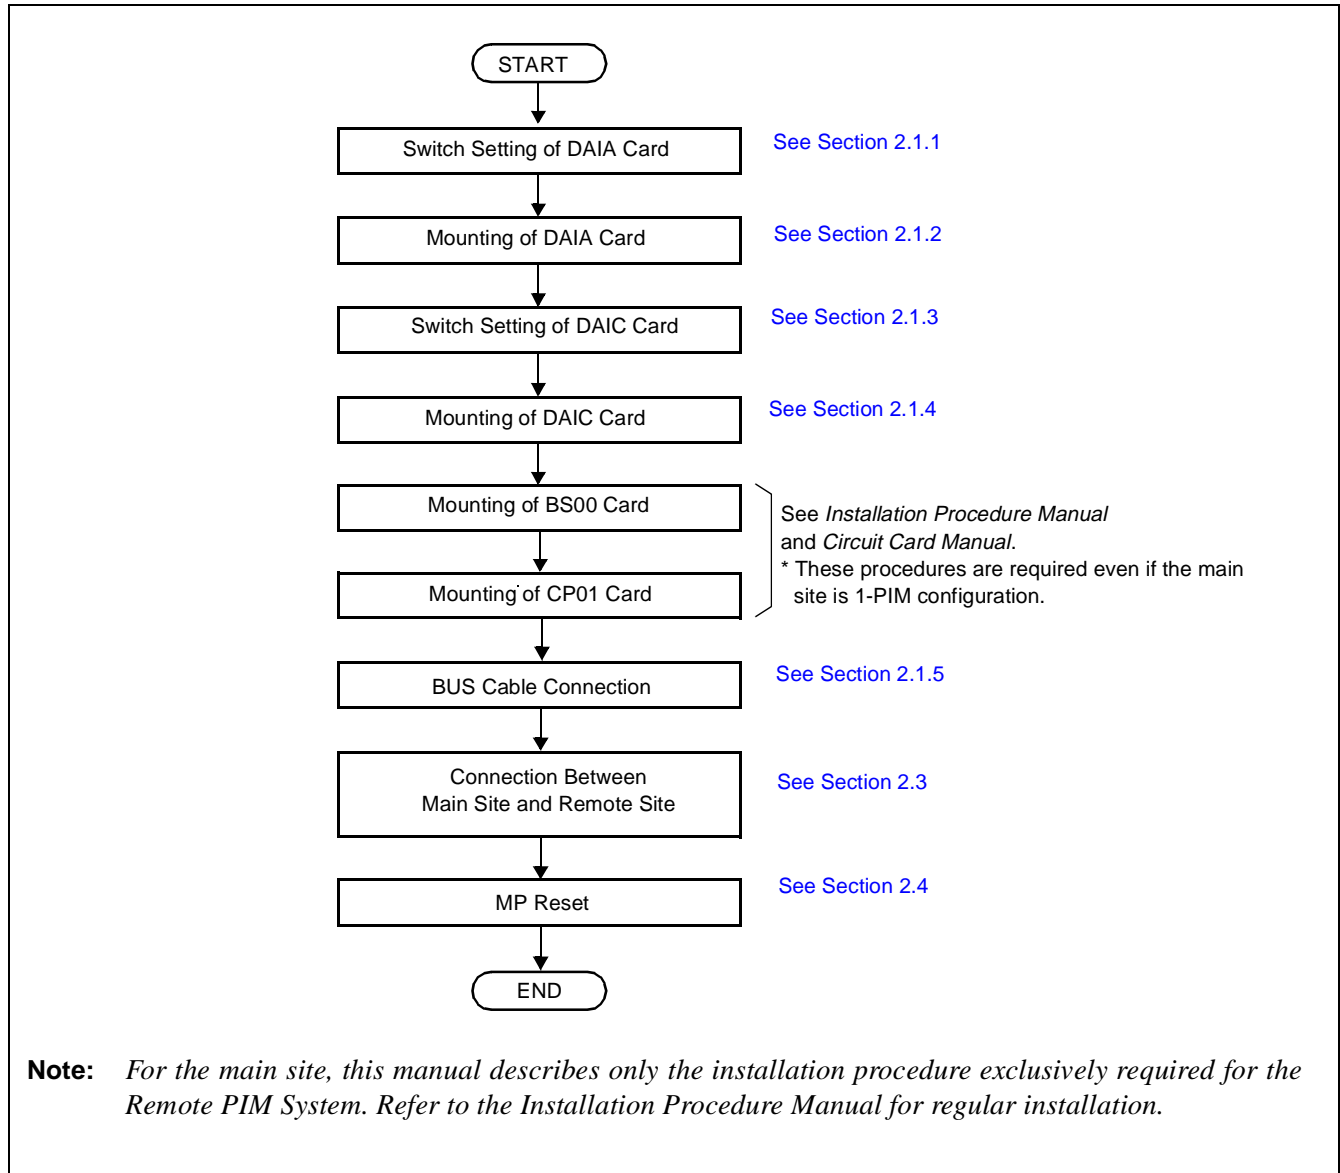 START
Switch Setting of DAIA Card
See Section 2.1.1
Mounting of DAIA Card
See Section 2.1.2
Switch Setting of DAIC Card
See Section 2.1.3
Mounting of DAIC Card
See Section 2.1.4
Mounting of BS00 Card
Mounting of CP01 Card
See Installation Procedure Manual
and Circuit Card Manual.
* These procedures are required even if the main
site is 1-PIM configuration.
BUS Cable Connection
See Section 2.1.5
Connection Between
Main Site and Remote Site
See Section 2.3
MP Reset
See Section 2.4
END
Note: For the main site, this manual describes only the installation procedure exclusively required for the
Remote PIM System. Refer to the Installation Procedure Manual for regular installation.